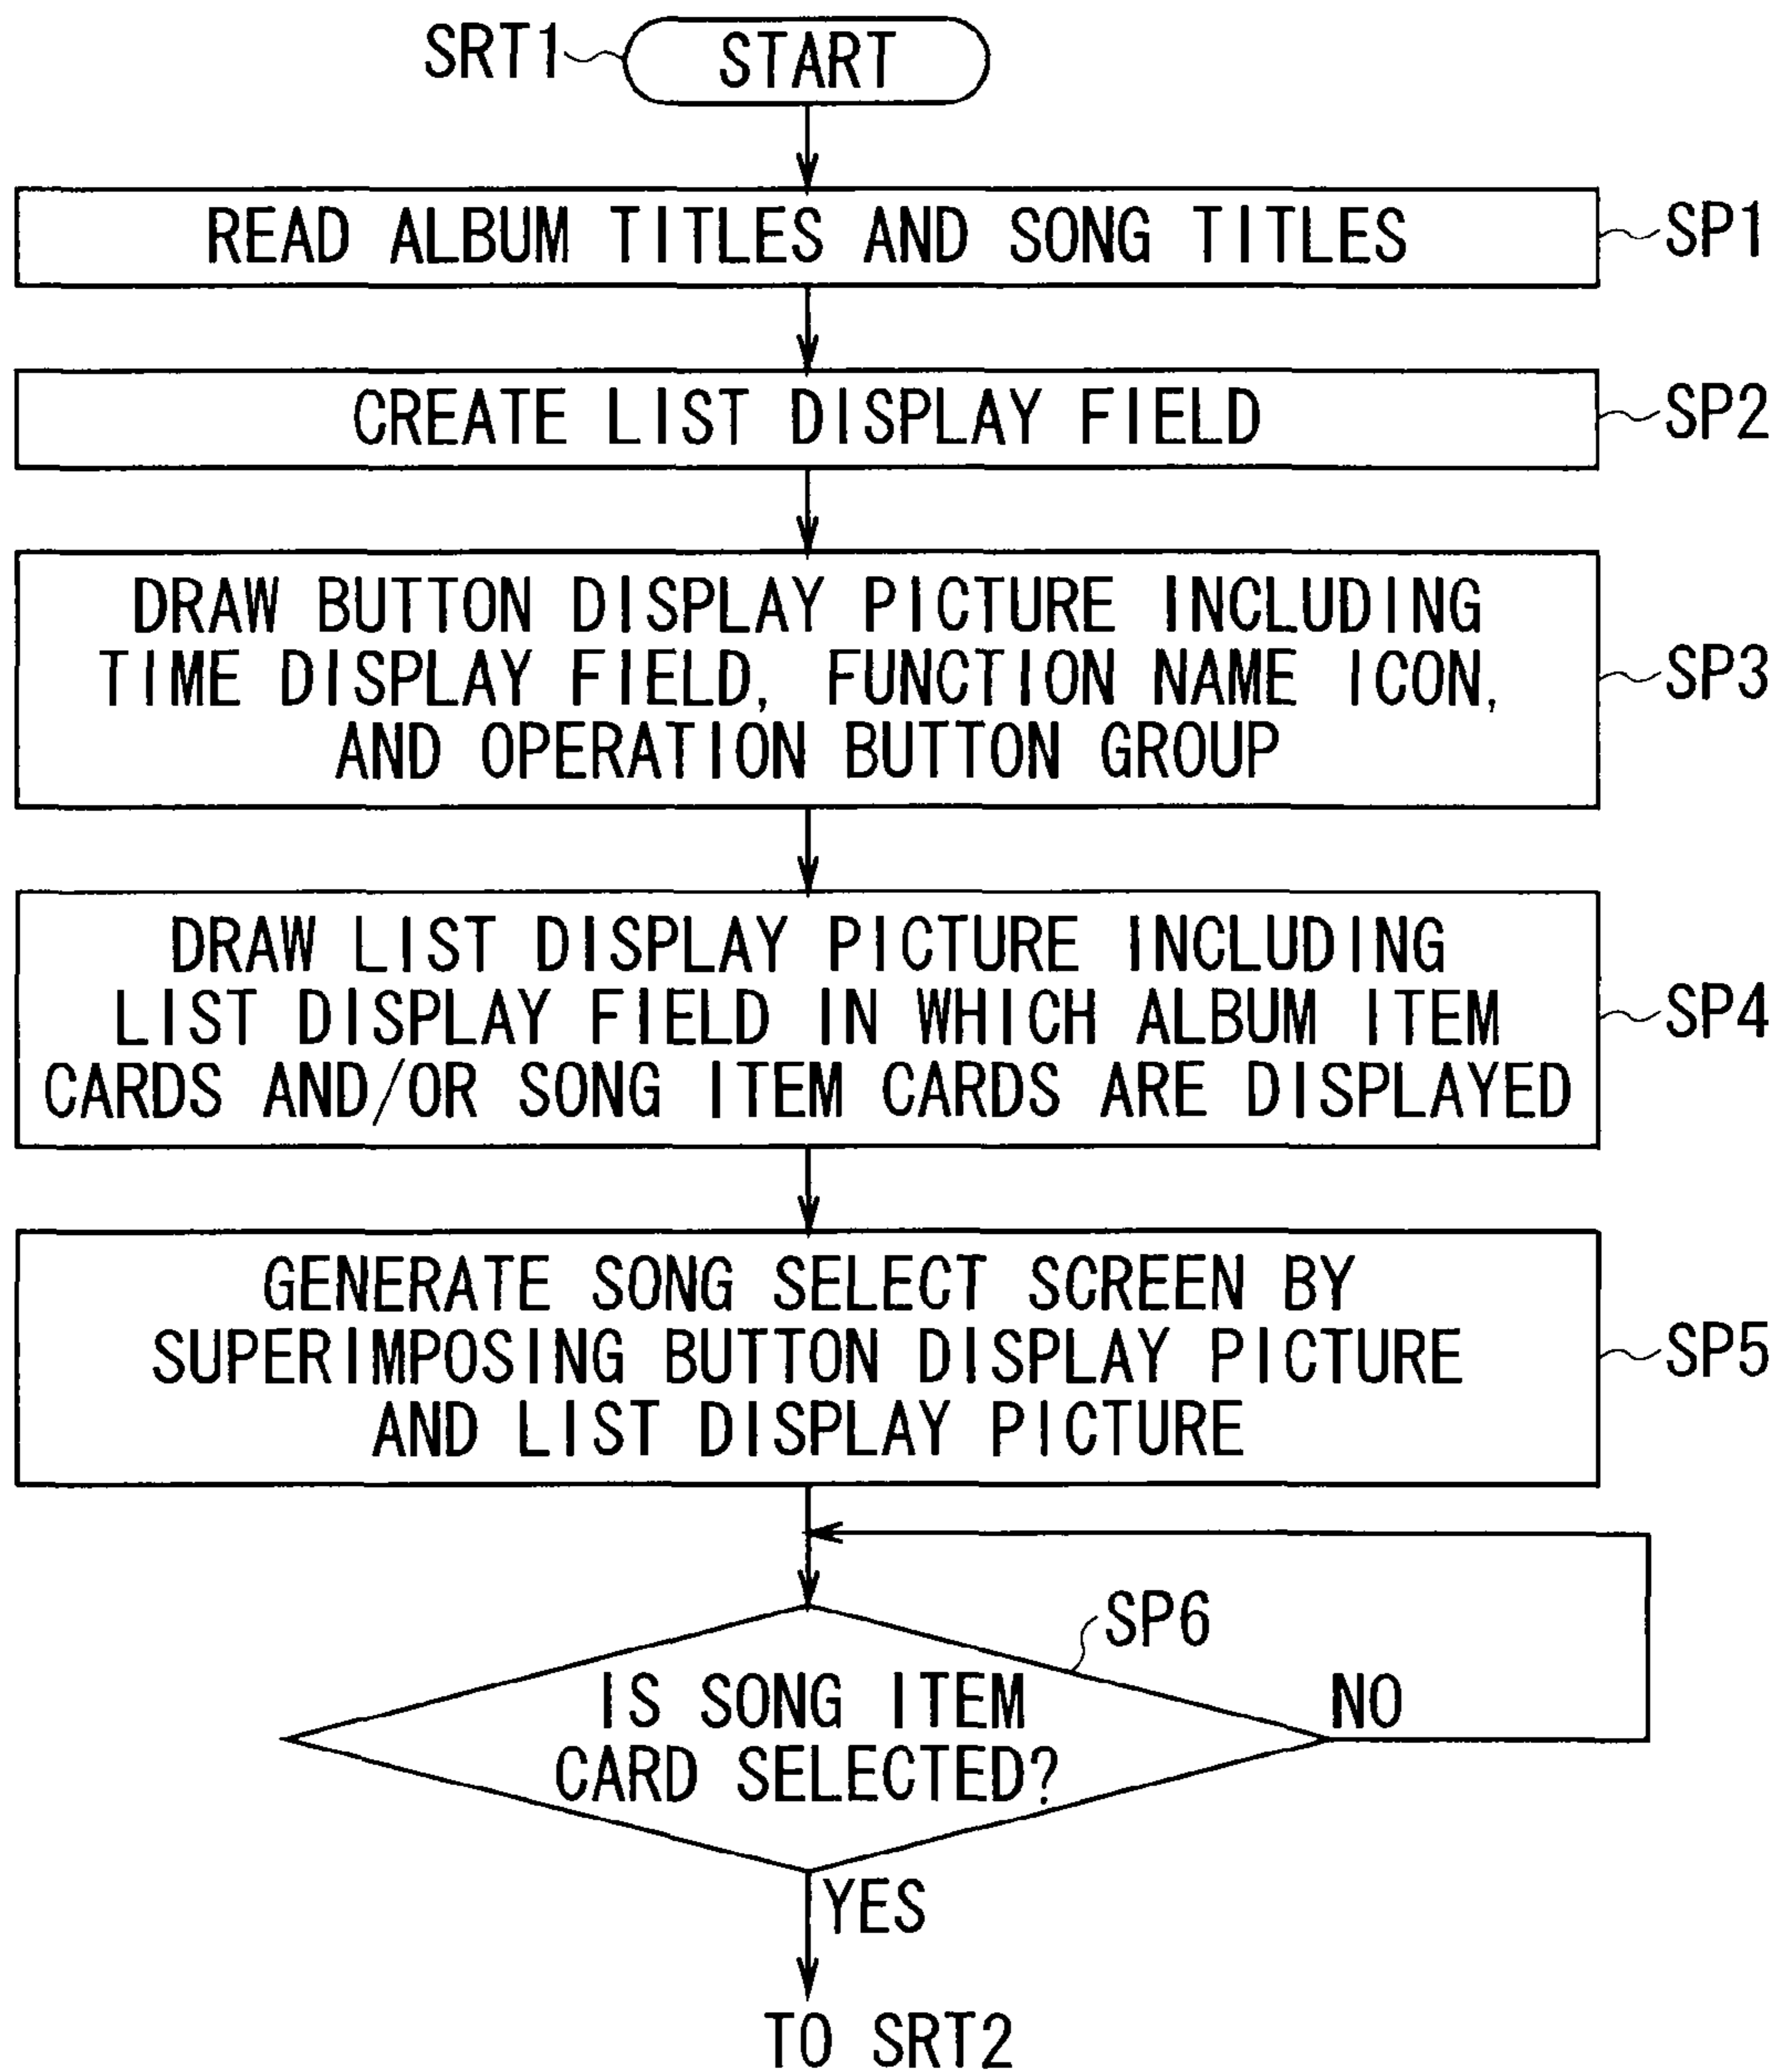 SRT1 START
READ ALBUM TITLES AND SONG TITLES SP1
CREATE LIST DISPLAY FIELD SP2
DRAW BUTTON DISPLAY PICTURE INCLUDING
TIME DISPLAY FIELD, FUNCTION NAME ICON, SP3
AND OPERATION BUTTON GROUP
DRAW LIST DISPLAY PICTURE INCLUDING
LIST DISPLAY FIELD IN WHICH ALBUM ITEM SP4
CARDS AND/OR SONG ITEM CARDS ARE DISPLAYED
GENERATE SONG SELECT SCREEN BY
SUPERIMPOSING BUTTON DISPLAY PICTURE SP5
AND LIST DISPLAY PICTURE
SP6
IS SONG ITEM NO
CARD SELECTED?
YES
TO SRT2